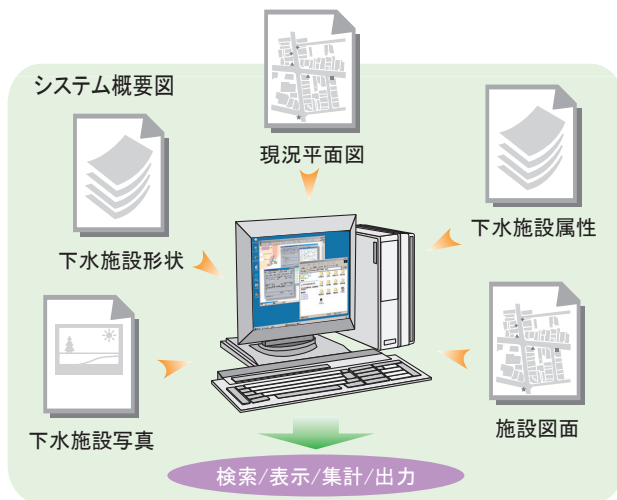 システム概要図
現況平面図
下水施設属性
下水施設形状
下水施設写真
施設図面
検索/表示/集計/出力